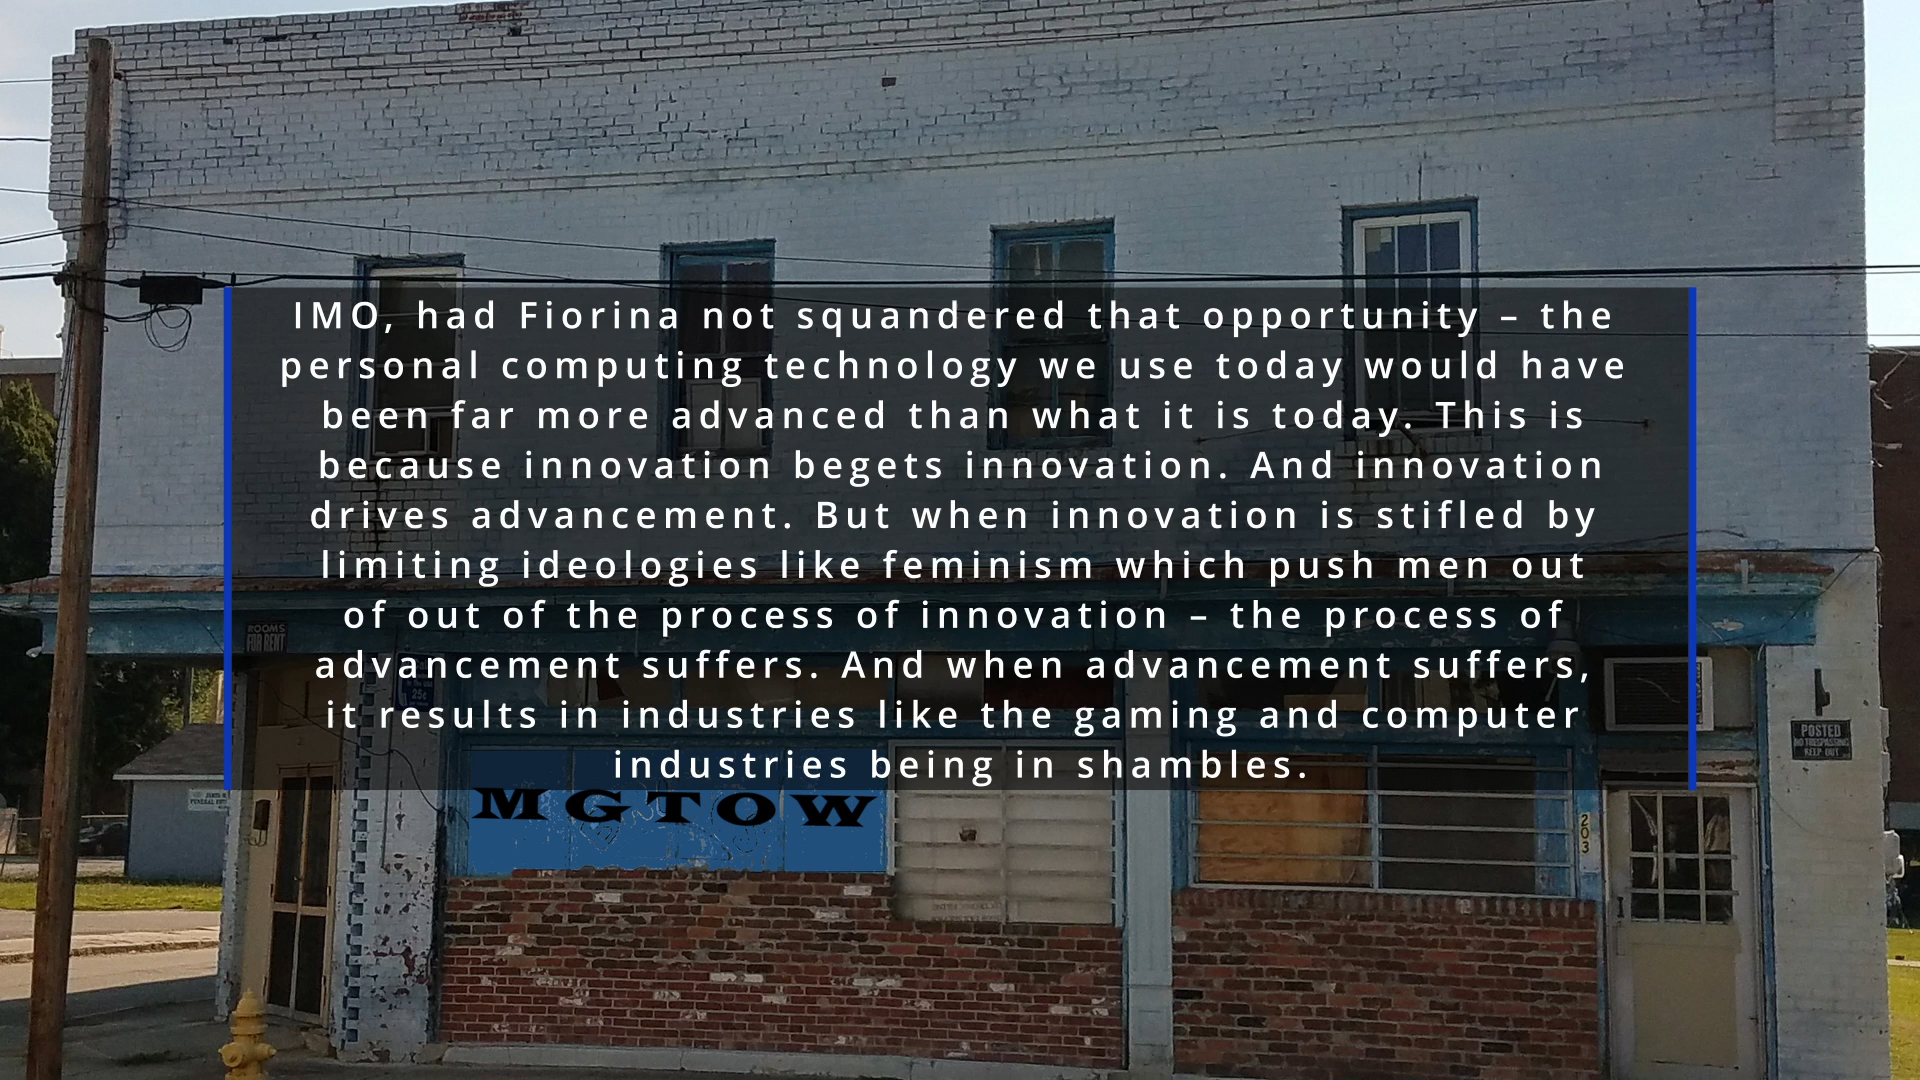 IMO, had Fiorina not squandered that opportunity – the
personal computing technology we use today would have
been far more advanced than what it is today. This is
because innovation begets innovation. And innovation
drives advancement. But when innovation is stifled by
limiting ideologies like feminism which push men out
of out of the process of innovation – the process of
advancement suffers. And when advancement suffers,
it results in industries like the gaming and computer
industries being in shambles.
ROOMS
FOR RENT
25¢
POSTED
NO TRESPASSING
KEEP OUT
MGTOW
203